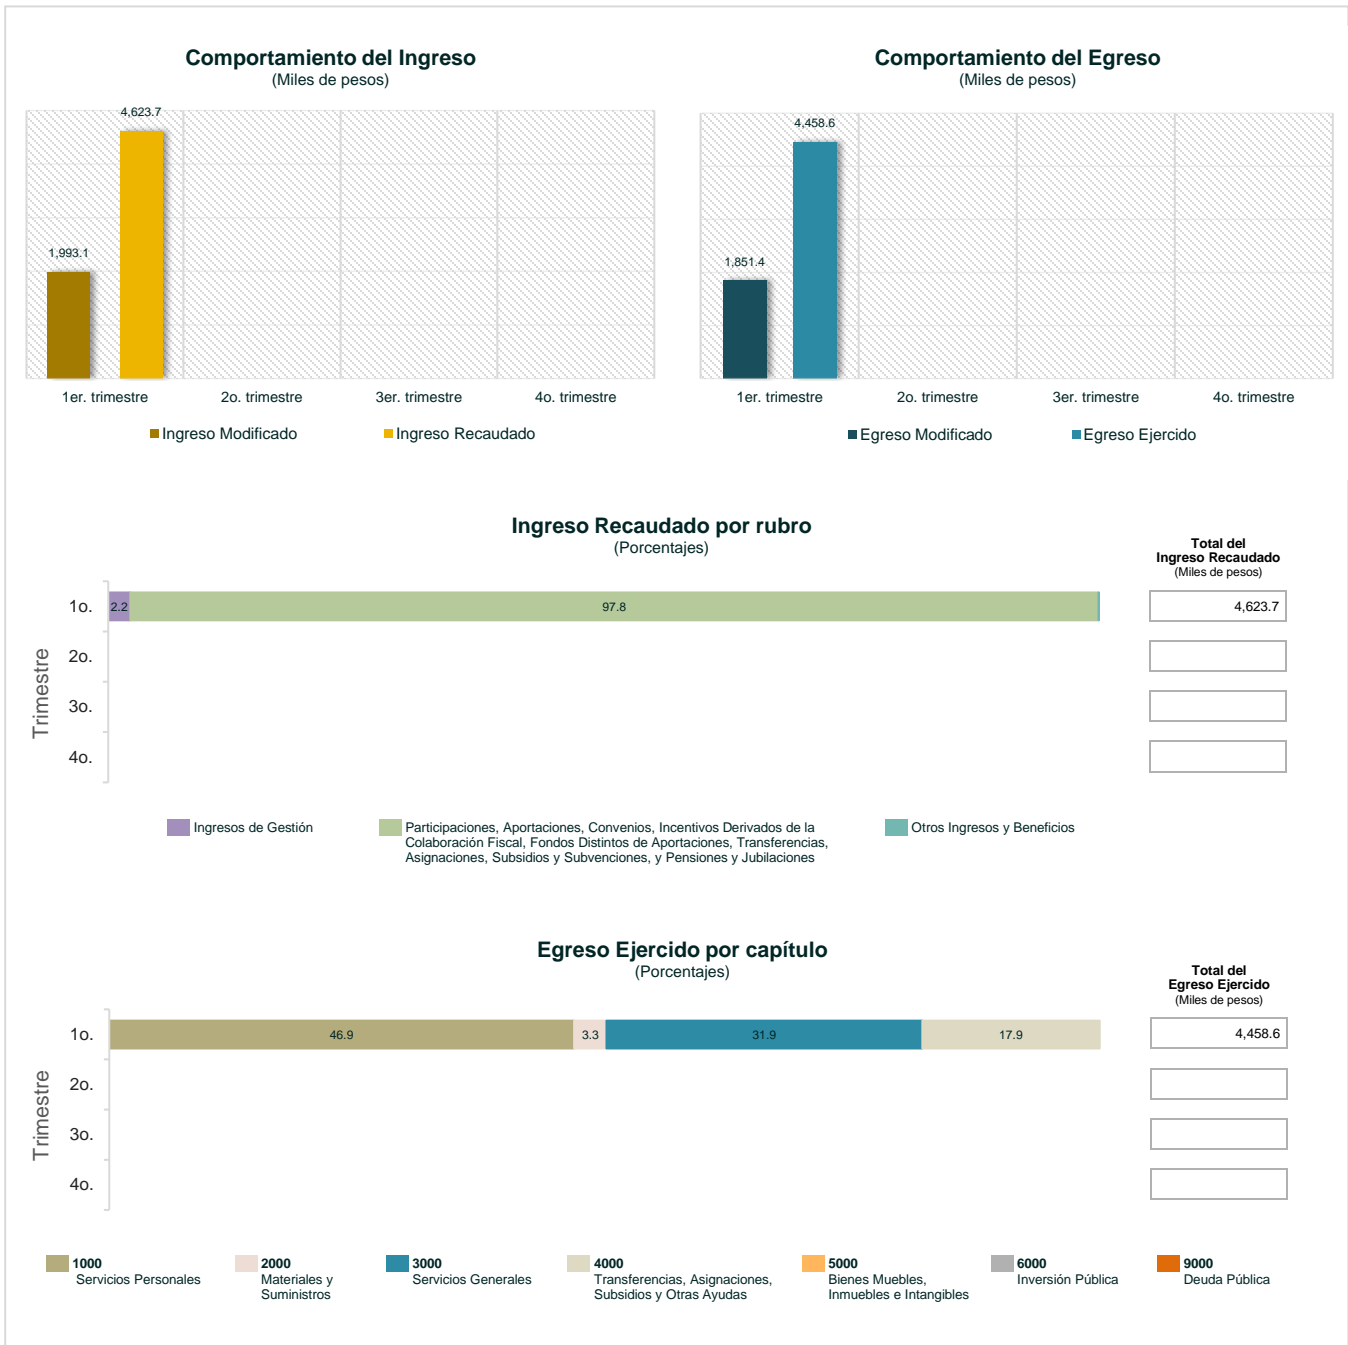 Comportamiento del Ingreso
(Miles de pesos)
4,623.7
1,993.1
1er. trimestre
2o. trimestre
3er. trimestre
4o. trimestre
Ingreso Modificado
Ingreso Recaudado
Comportamiento del Egreso
(Miles de pesos)
4,458.6
1,851.4
1er. trimestre
2o. trimestre
3er. trimestre
4o. trimestre
Egreso Modificado
Egreso Ejercido
Ingreso Recaudado por rubro
(Porcentajes)
Total del
Ingreso Recaudado
(Miles de pesos)
Trimestre
1o.
2.2
97.8
4,623.7
2o.
3o.
4o.
Ingresos de Gestión
Participaciones, Aportaciones, Convenios, Incentivos Derivados de la
Colaboración Fiscal, Fondos Distintos de Aportaciones, Transferencias,
Asignaciones, Subsidios y Subvenciones, y Pensiones y Jubilaciones
Otros Ingresos y Beneficios
Egreso Ejercido por capítulo
(Porcentajes)
Total del
Egreso Ejercido
(Miles de pesos)
Trimestre
1o.
46.9
3.3
31.9
17.9
4,458.6
2o.
3o.
4o.
1000
Servicios Personales
2000
Materiales y
Suministros
3000
Servicios Generales
4000
Transferencias, Asignaciones,
Subsidios y Otras Ayudas
5000
Bienes Muebles,
Inmuebles e Intangibles
6000
Inversión Pública
9000
Deuda Pública